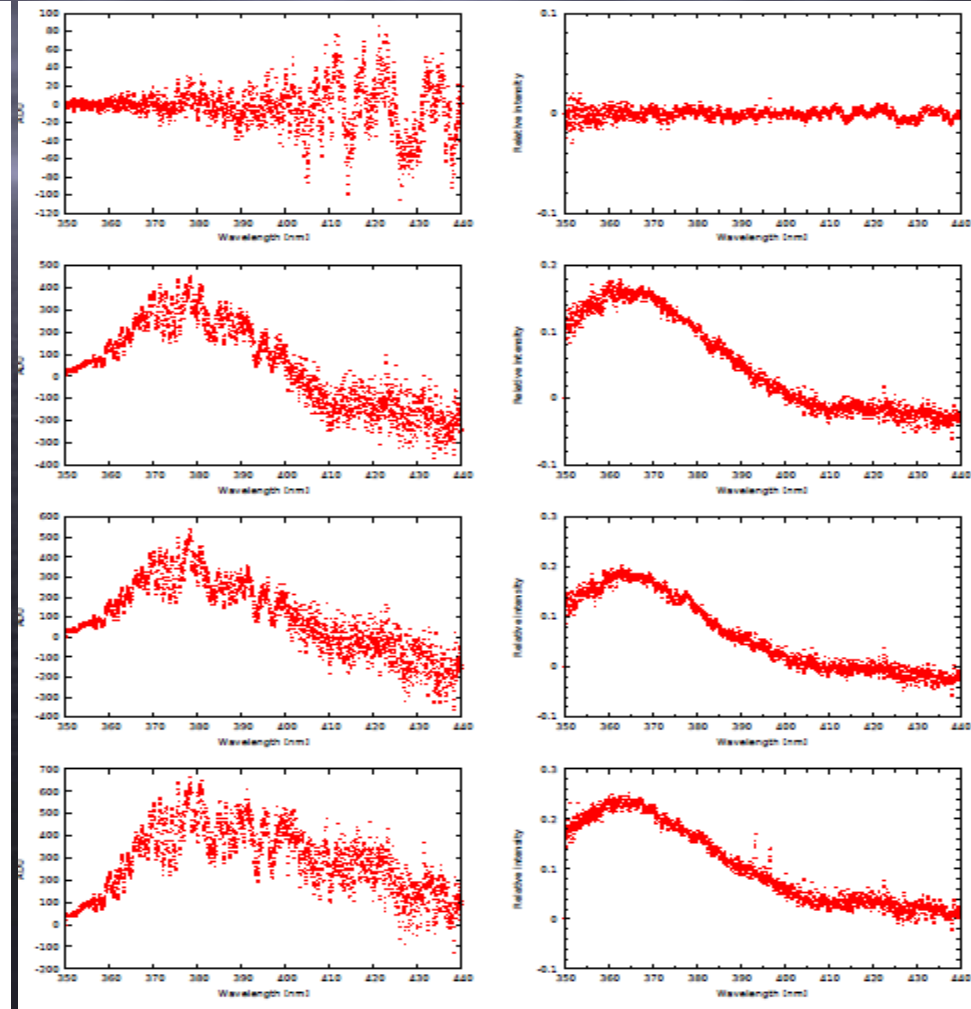 100 80 60 40 20 0 -20 -40 -60 -80 -100 -120
ADU
350 360 370 380 390 400 410 420 430 440
Wavelength [nm]
0.1 0 -0.1
Relative intensity
350 360 370 380 390 400 410 420 430 440
Wavelength [nm]
500 400 300 200 100 0 -100 -200 -300 -400
ADU
350 360 370 380 390 400 410 420 430 440
Wavelength [nm]
0.2 0.1 0 -0.1
Relative intensity
350 360 370 380 390 400 410 420 430 440
Wavelength [nm]
600 500 400 300 200 100 0 -100 -200 -300 -400
ADU
350 360 370 380 390 400 410 420 430 440
Wavelength [nm]
0.3 0.2 0.1 0 -0.1
Relative intensity
350 360 370 380 390 400 410 420 430 440
Wavelength [nm]
700 600 500 400 300 200 100 0 -100 -200
ADU
350 360 370 380 390 400 410 420 430 440
Wavelength [nm]
0.3 0.2 0.1 0 -0.1
Relative intensity
350 360 370 380 390 400 410 420 430 440
Wavelength [nm]